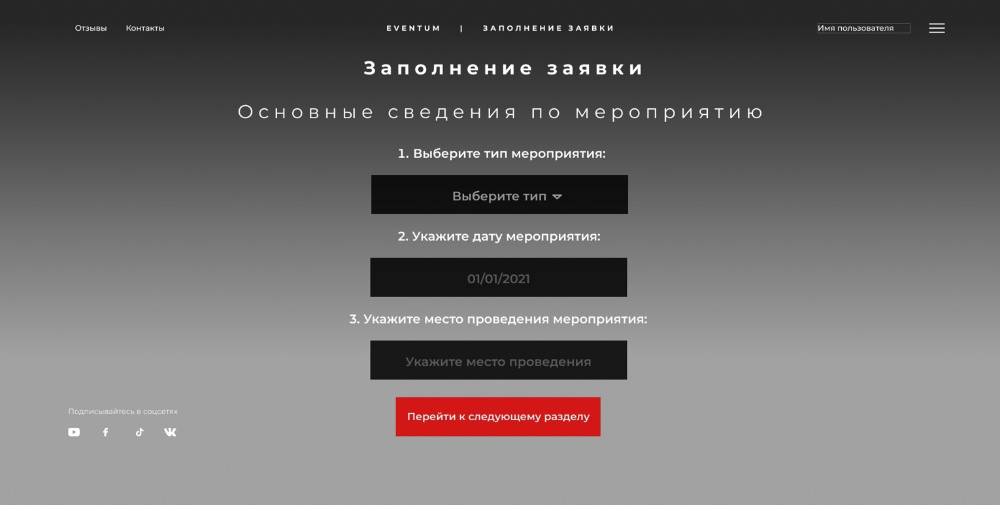 Отзывы Контакты EVENTUM | ЗАПОЛНЕНИЕ ЗАЯВКИ Имя пользователя
Заполнение заявки
Основные сведения по мероприятию
1. Выберите тип мероприятия:
Выберите тип
2. Укажите дату мероприятия:
01/01/2021
3. Укажите место проведения мероприятия:
Укажите место проведения
Подписывайтесь в соцсетях
Перейти к следующему разделу